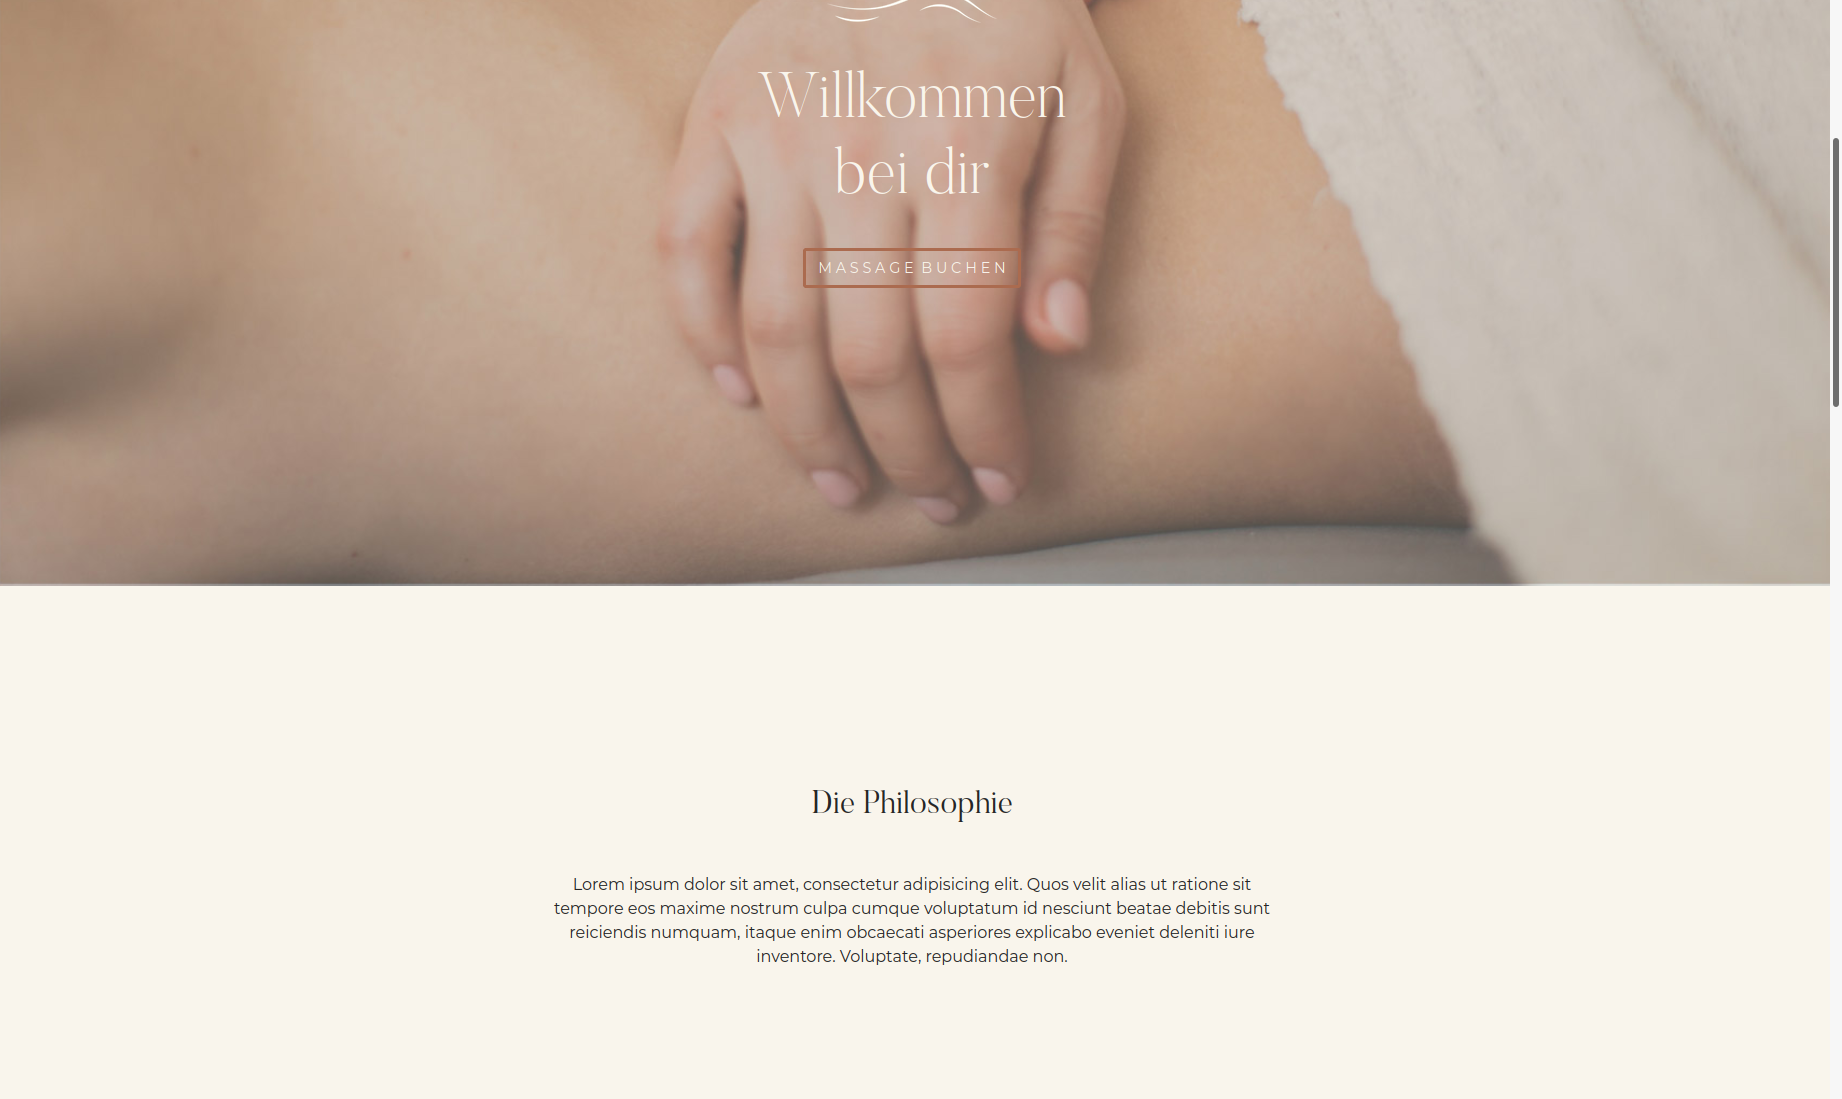 Willkommen
bei dir
MASSAGE BUCHEN
Die Philosophie
Lorem ipsum dolor sit amet, consectetur adipisicing elit. Quos velit alias ut ratione sit
tempore eos maxime nostrum culpa cumque voluptatum id nesciunt beatae debitis sunt
reiciendis numquam, itaque enim obcaecati asperiores explicabo eveniet deleniti iure
inventore. Voluptate, repudiandae non.